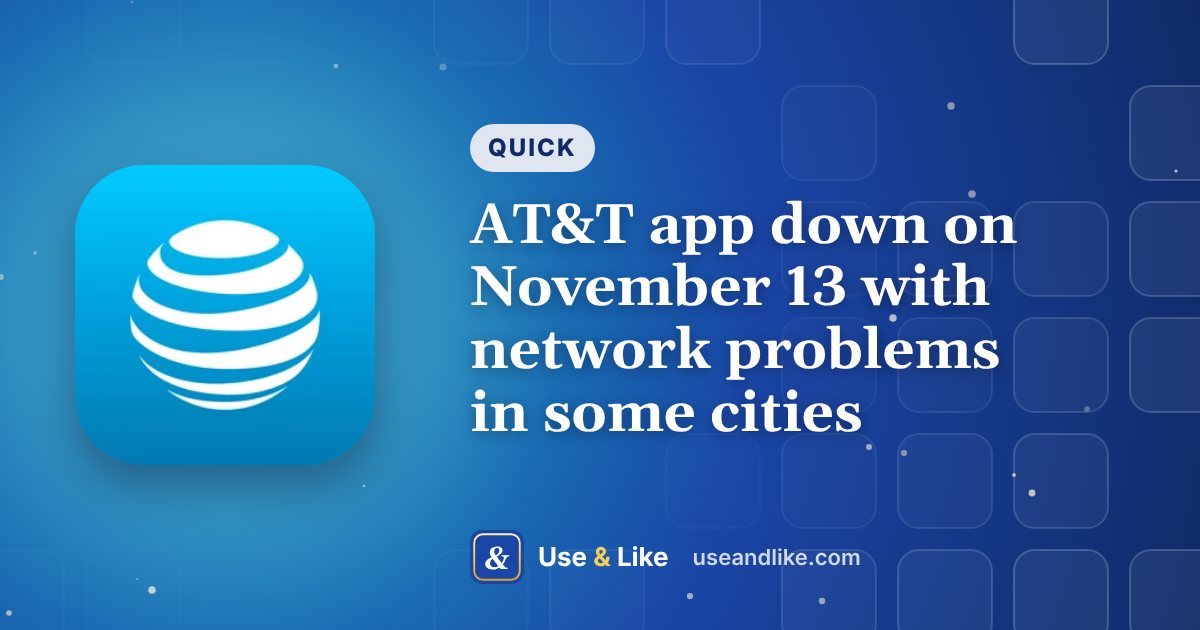 QUICK
AT&T app down on
November 13 with
network problems
in some cities
& Use & Like useandlike.com